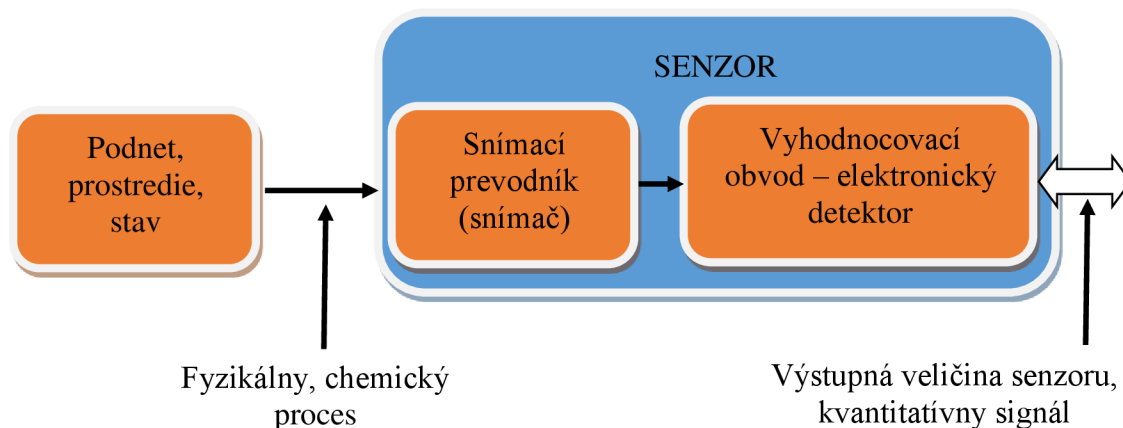 SENZOR
Podnet,
prostredie,
stav
Snímací
prevodník
(snímač)
Vyhodnocovací
obvod – elektronický
detektor
Fyzikálny, chemický
proces
Výstupná veličina senzoru,
kvantitatívny signál